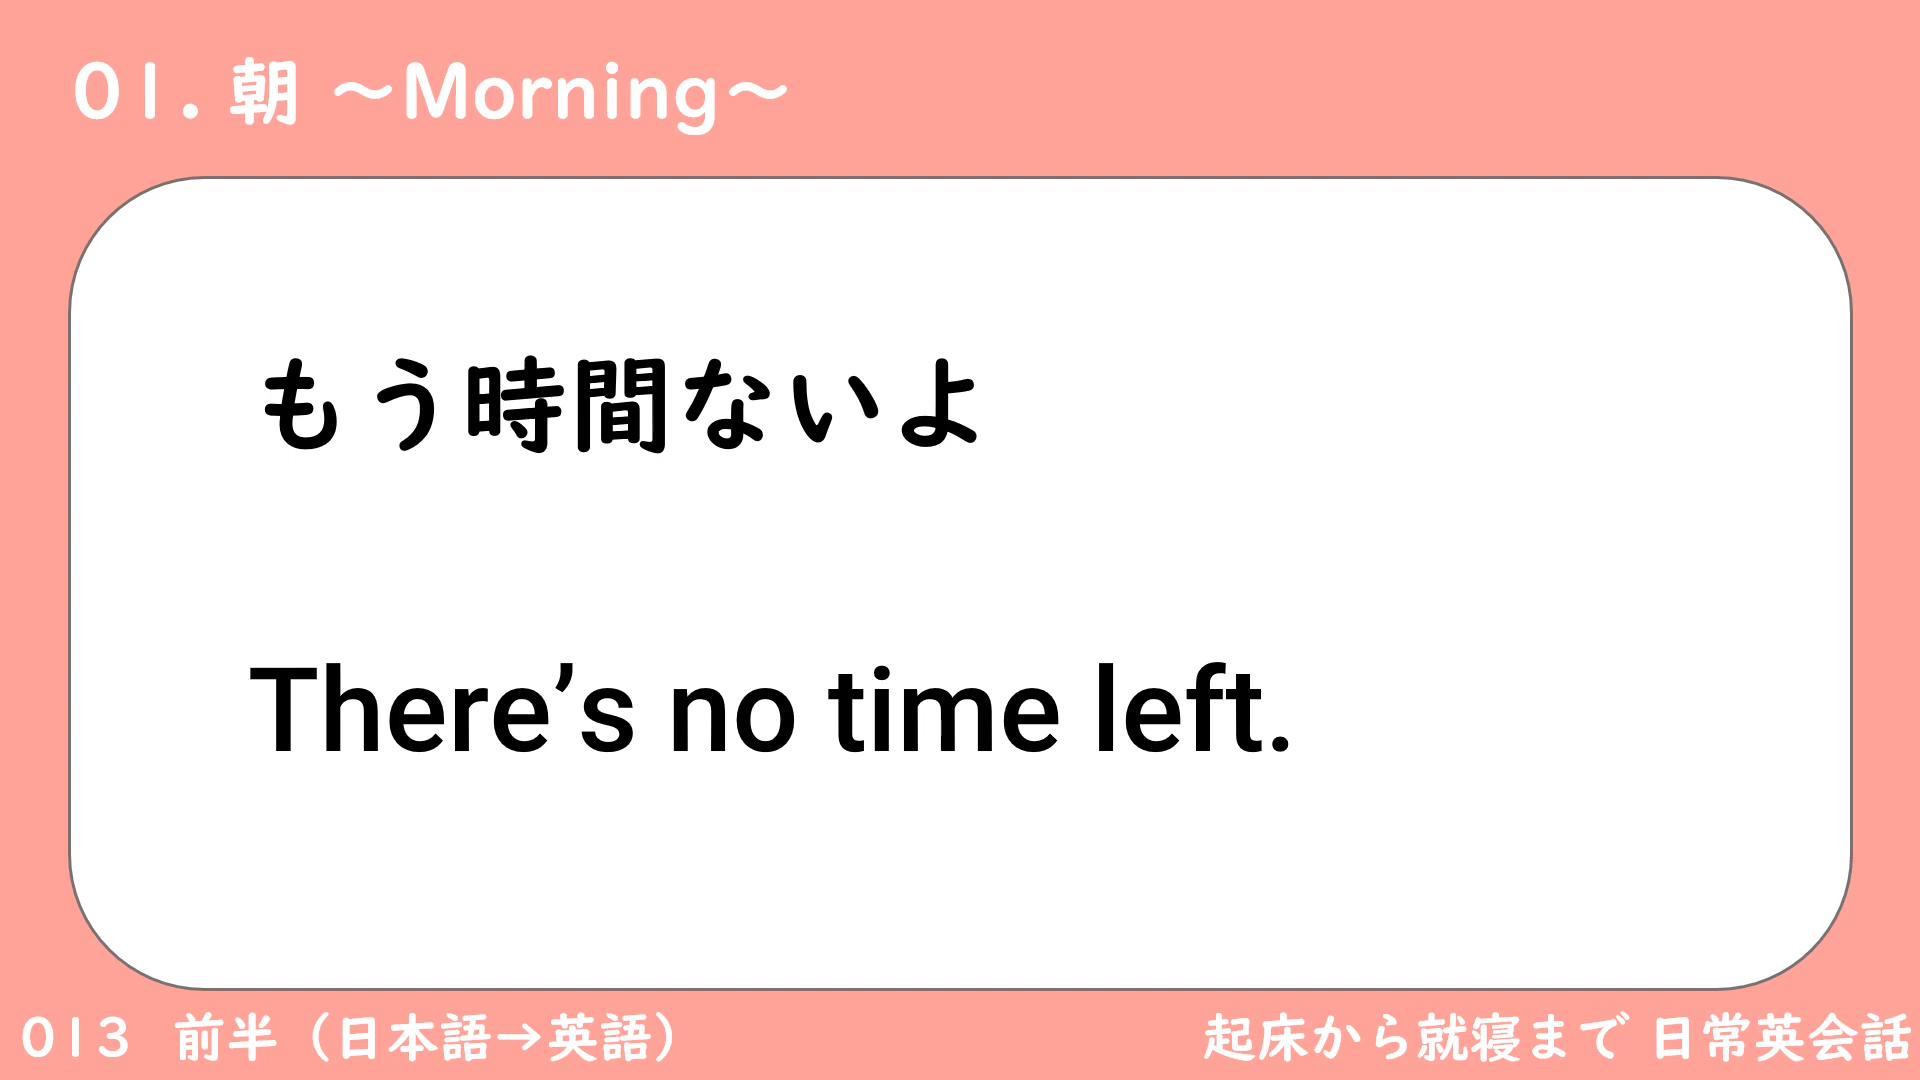 01. 朝 〜Morning〜
もう時間ないよ
There’s no time left.
013 前半（日本語→英語）
起床から就寝まで 日常英会話